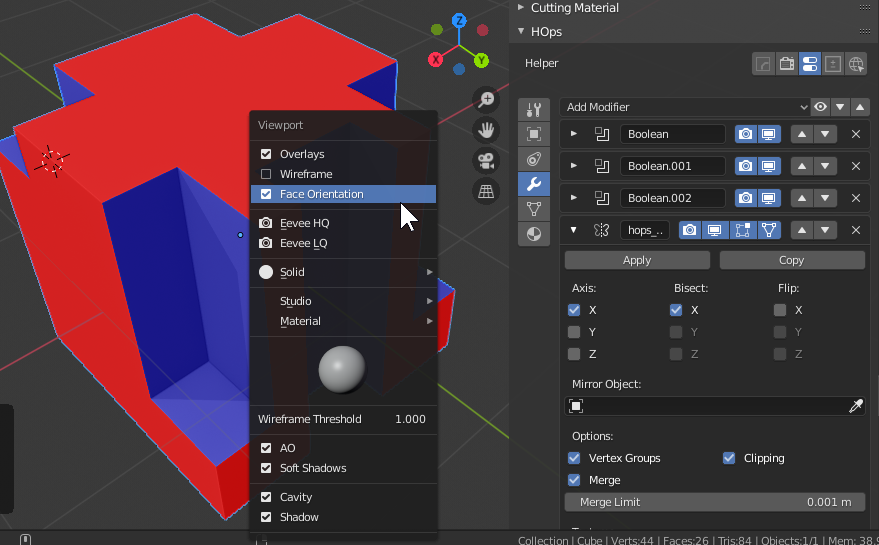 Cutting Material
HOps
Helper
Z
X
Y
Add Modifier
Boolean
Boolean.001
Boolean.002
hops_..
Apply
Copy
Axis:
Bisect:
Flip:
X
X
X
Y
Y
Y
Z
Z
Z
Mirror Object:
Options:
Vertex Groups
Clipping
Merge
Merge Limit
0.001 m
Viewport
Overlays
Wireframe
Face Orientation
Eevee HQ
Eevee LQ
Solid
Studio
Material
Wireframe Threshold
1.000
AO
Soft Shadows
Cavity
Shadow
Collection | Cube | Verts:44 | Faces:26 | Tris:84 | Objects:1/1 | Mem: 38.